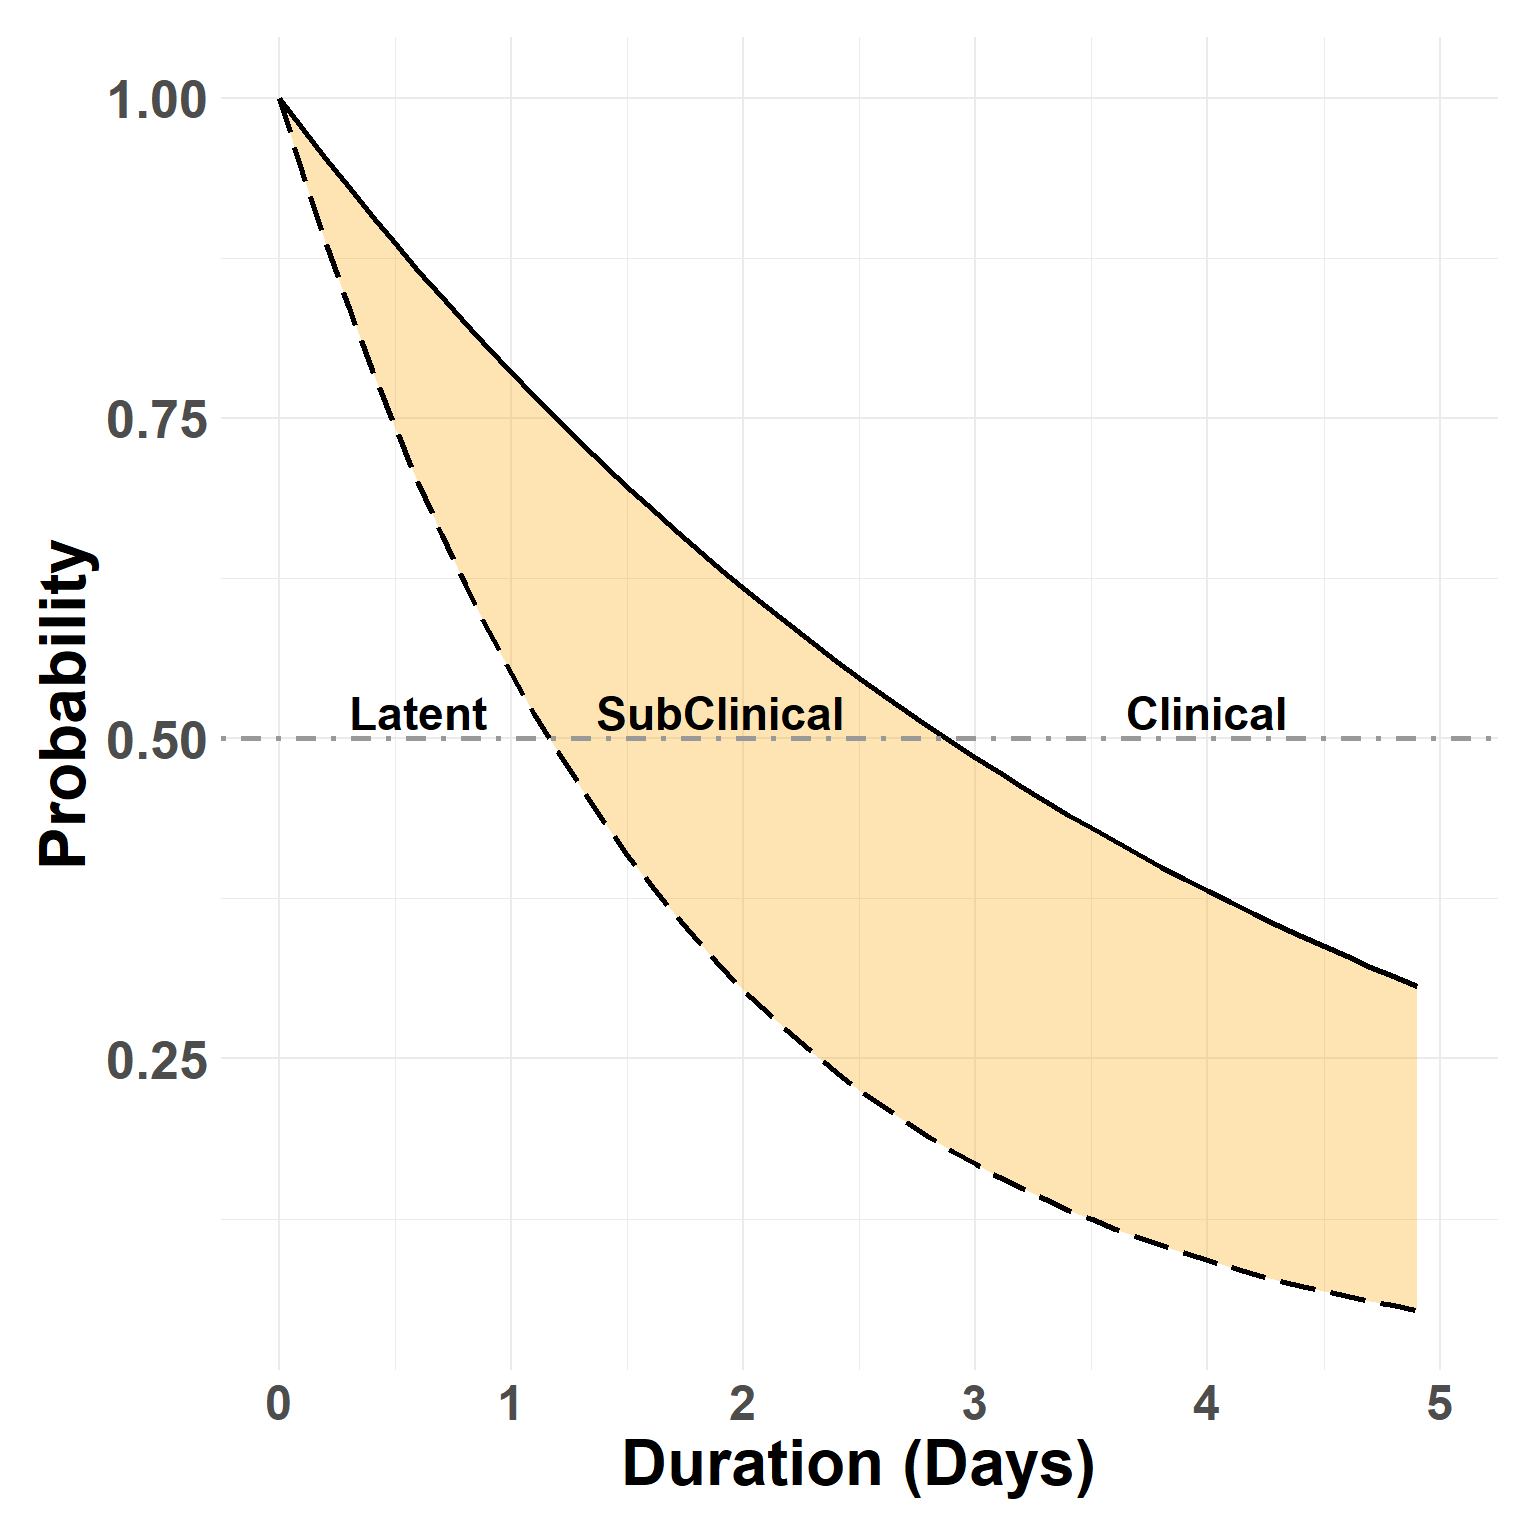 1.00
0.75
0.50
0.25
Probability
Latent SubClinical Clinical
0 1 2 3 4 5
Duration (Days)